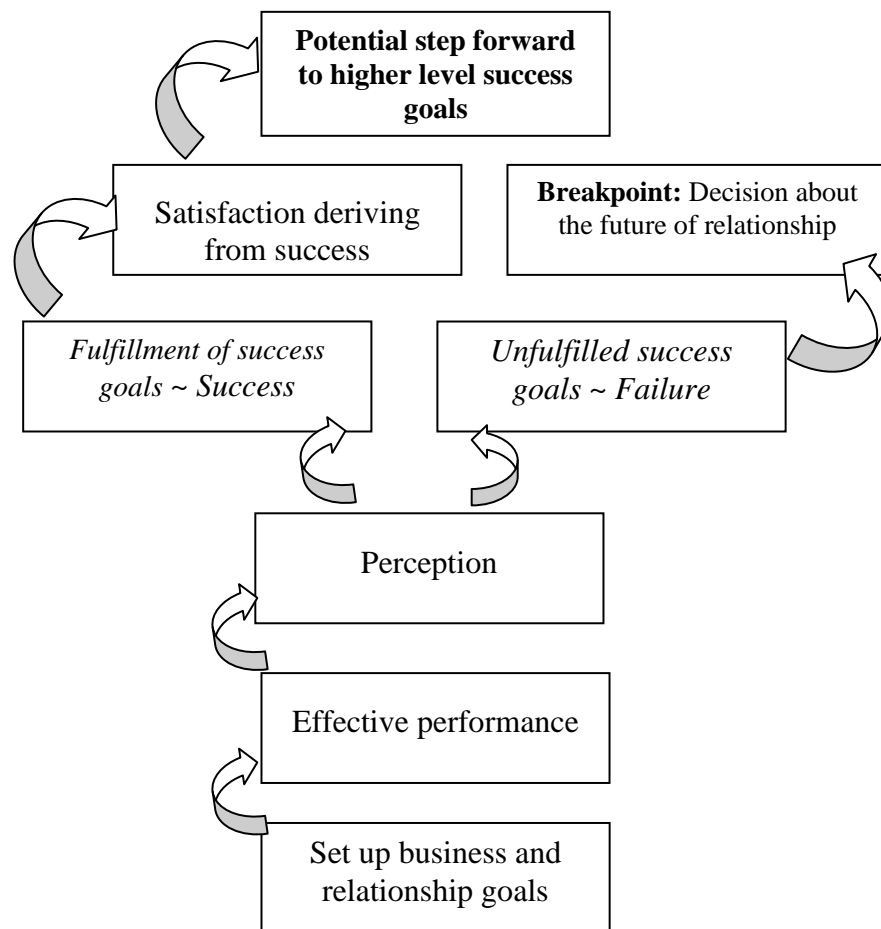 Potential step forward
to higher level success
goals
Satisfaction deriving
from success
Breakpoint: Decision about
the future of relationship
Fulfillment of success
goals ~ Success
Unfulfilled success
goals ~ Failure
Perception
Effective performance
Set up business and
relationship goals